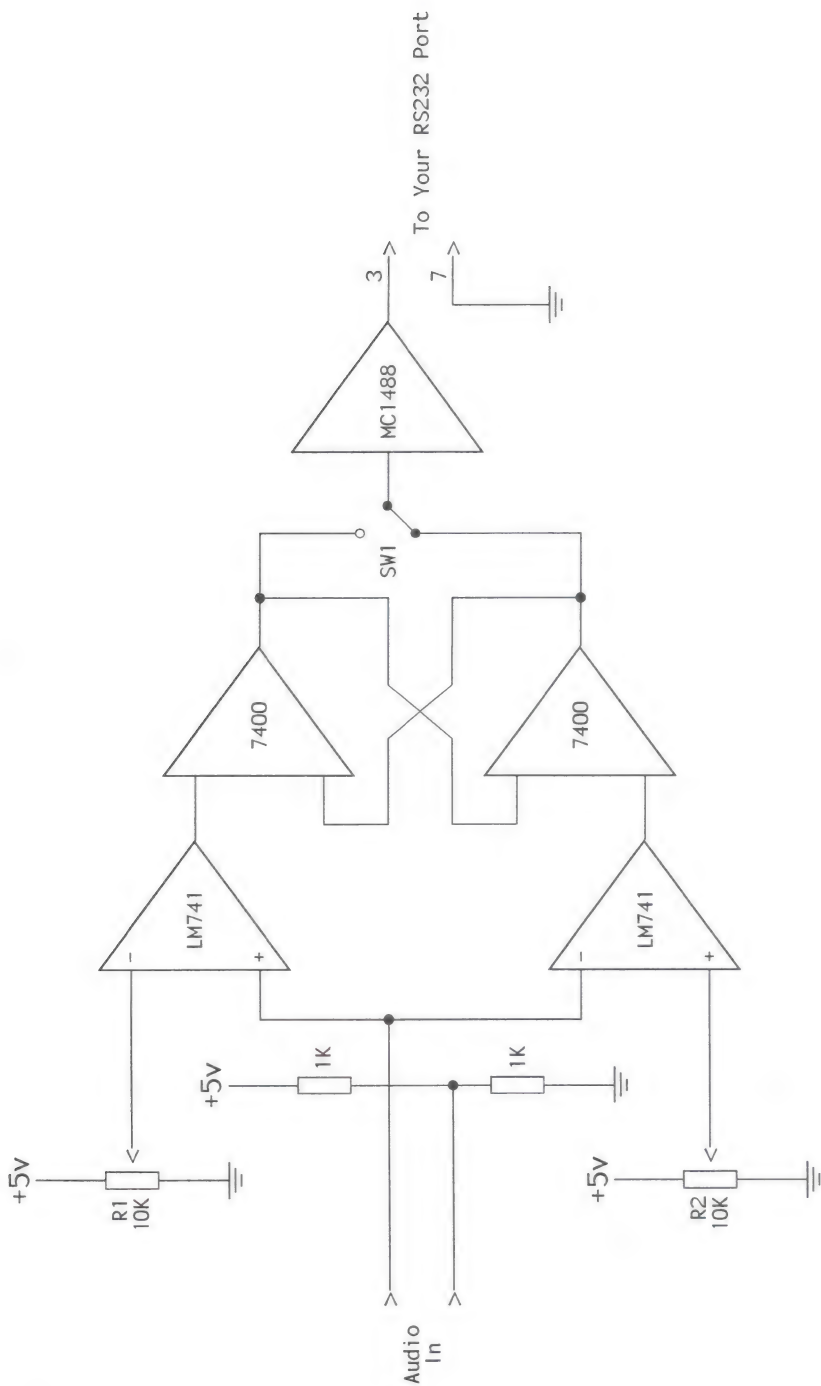 +5v
R1
10K
+5v
1K
1K
Audio
In
+5v
R2
10K
-
LM741
+
-
LM741
+
7400
7400
SW1
MC1488
3
7
To Your RS232 Port